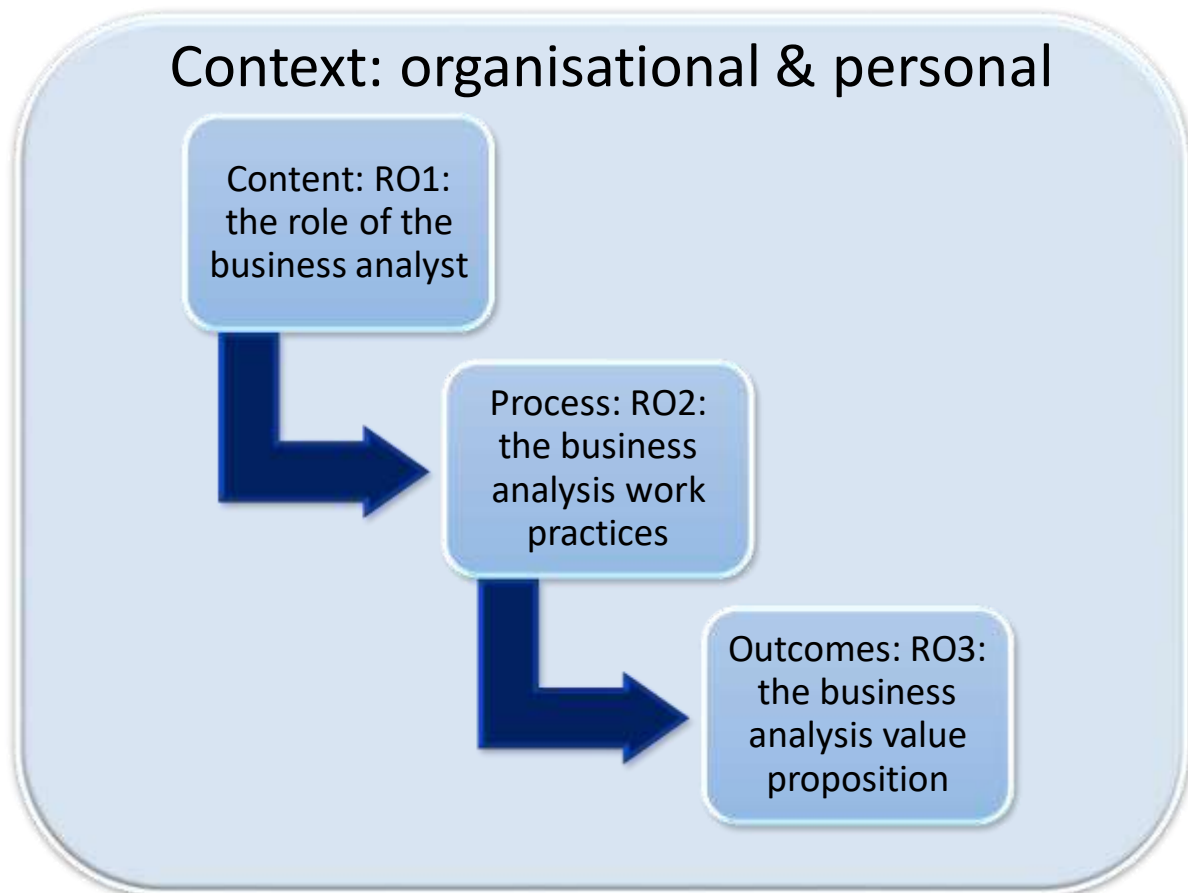 Context: organisational & personal
Content: RO1:
the role of the
business analyst
Process: RO2:
the business
analysis work
practices
Outcomes: RO3:
the business
analysis value
proposition